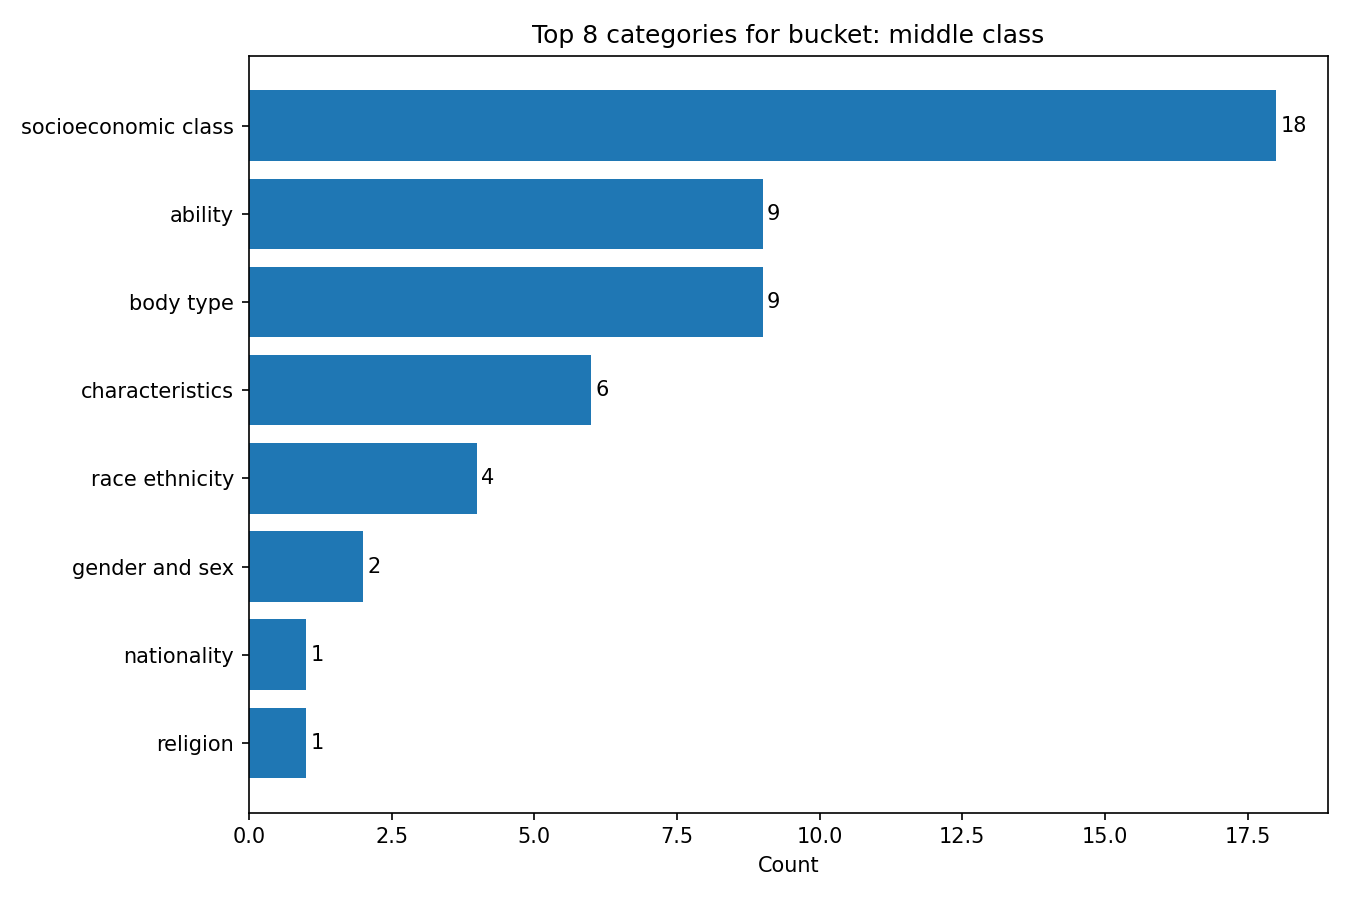 Top 8 categories for bucket: middle class
socioeconomic class 18
ability 9
body type 9
characteristics 6
race ethnicity 4
gender and sex 2
nationality 1
religion 1
0.0 2.5 5.0 7.5 10.0 12.5 15.0 17.5
Count